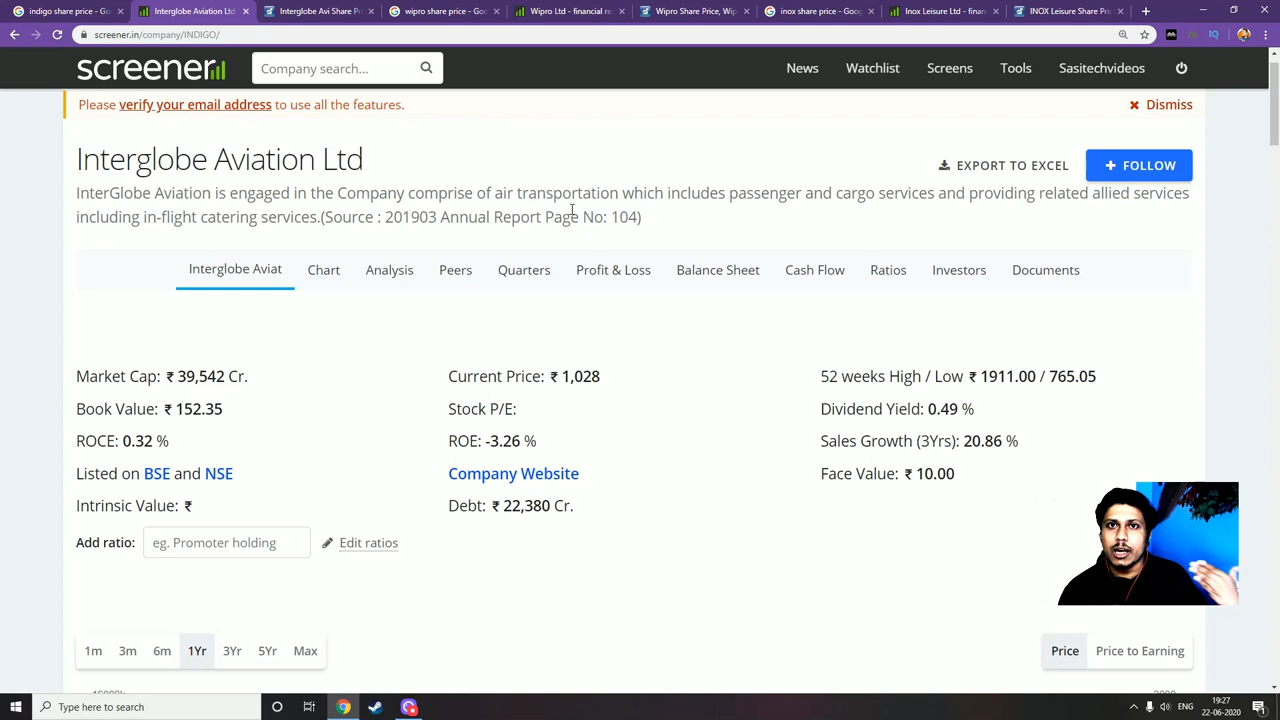 indigo share price - Goo
Interglobe Aviation Ltd
Interglobe Avi Share Pric
wipro share price - Goog
Wipro Ltd - financial re
Wipro Share Price, Wip
inox share price - Goog
Inox Leisure Ltd - finan
INOX Leisure Share Pri
screener.in/company/INDIGO/
screener
Company search...
News
Watchlist
Screens
Tools
Sasitechvideos
Please verify your email address to use all the features.
Dismiss
Interglobe Aviation Ltd
EXPORT TO EXCEL
FOLLOW
InterGlobe Aviation is engaged in the Company comprise of air transportation which includes passenger and cargo services and providing related allied services
including in-flight catering services.(Source : 201903 Annual Report Page No: 104)
Interglobe Aviat
Chart
Analysis
Peers
Quarters
Profit & Loss
Balance Sheet
Cash Flow
Ratios
Investors
Documents
Market Cap: ₹ 39,542 Cr.
Current Price: ₹ 1,028
52 weeks High / Low ₹ 1911.00 / 765.05
Book Value: ₹ 152.35
Stock P/E:
Dividend Yield: 0.49 %
ROCE: 0.32 %
ROE: -3.26 %
Sales Growth (3Yrs): 20.86 %
Listed on BSE and NSE
Company Website
Face Value: ₹ 10.00
Intrinsic Value: ₹
Debt: ₹ 22,380 Cr.
Add ratio:
eg. Promoter holding
Edit ratios
1m
3m
6m
1Yr
3Yr
5Yr
Max
Price
Price to Earning
Type here to search
ENG
19:27
22-06-2020